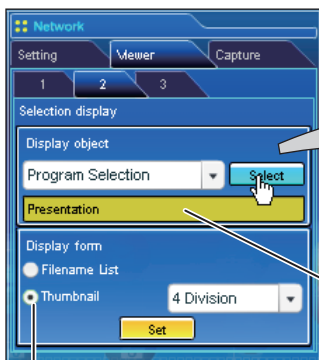 Network
Setting Viewer Capture
1 2 3
Selection display
Display object
Program Selection Select
Presentation
Display form
Filename List
Thumbnail 4 Division
Set